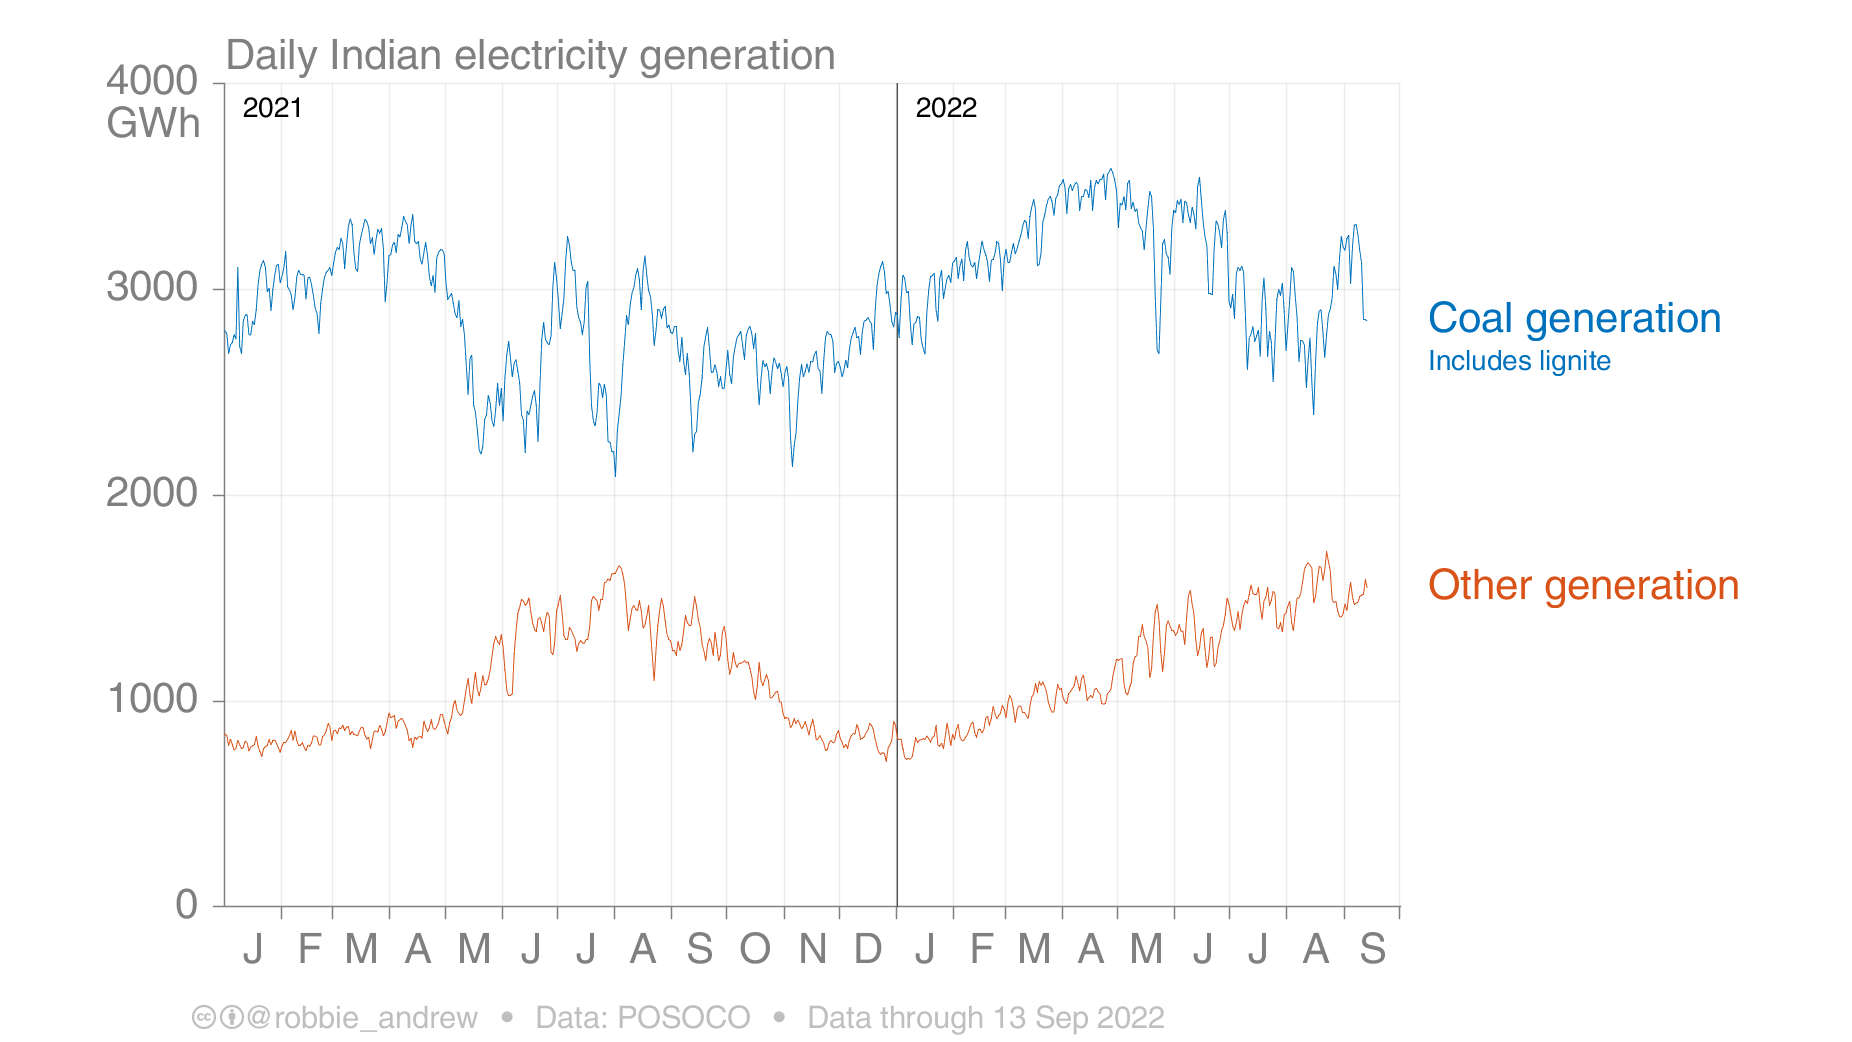 Daily Indian electricity generation
4000
GWh
2021
2022
3000
Coal generation
Includes lignite
2000
Other generation
1000
0
J F M A M J J A S O N D J F M A M J J A S
@robbie_andrew • Data: POSOCO • Data through 13 Sep 2022